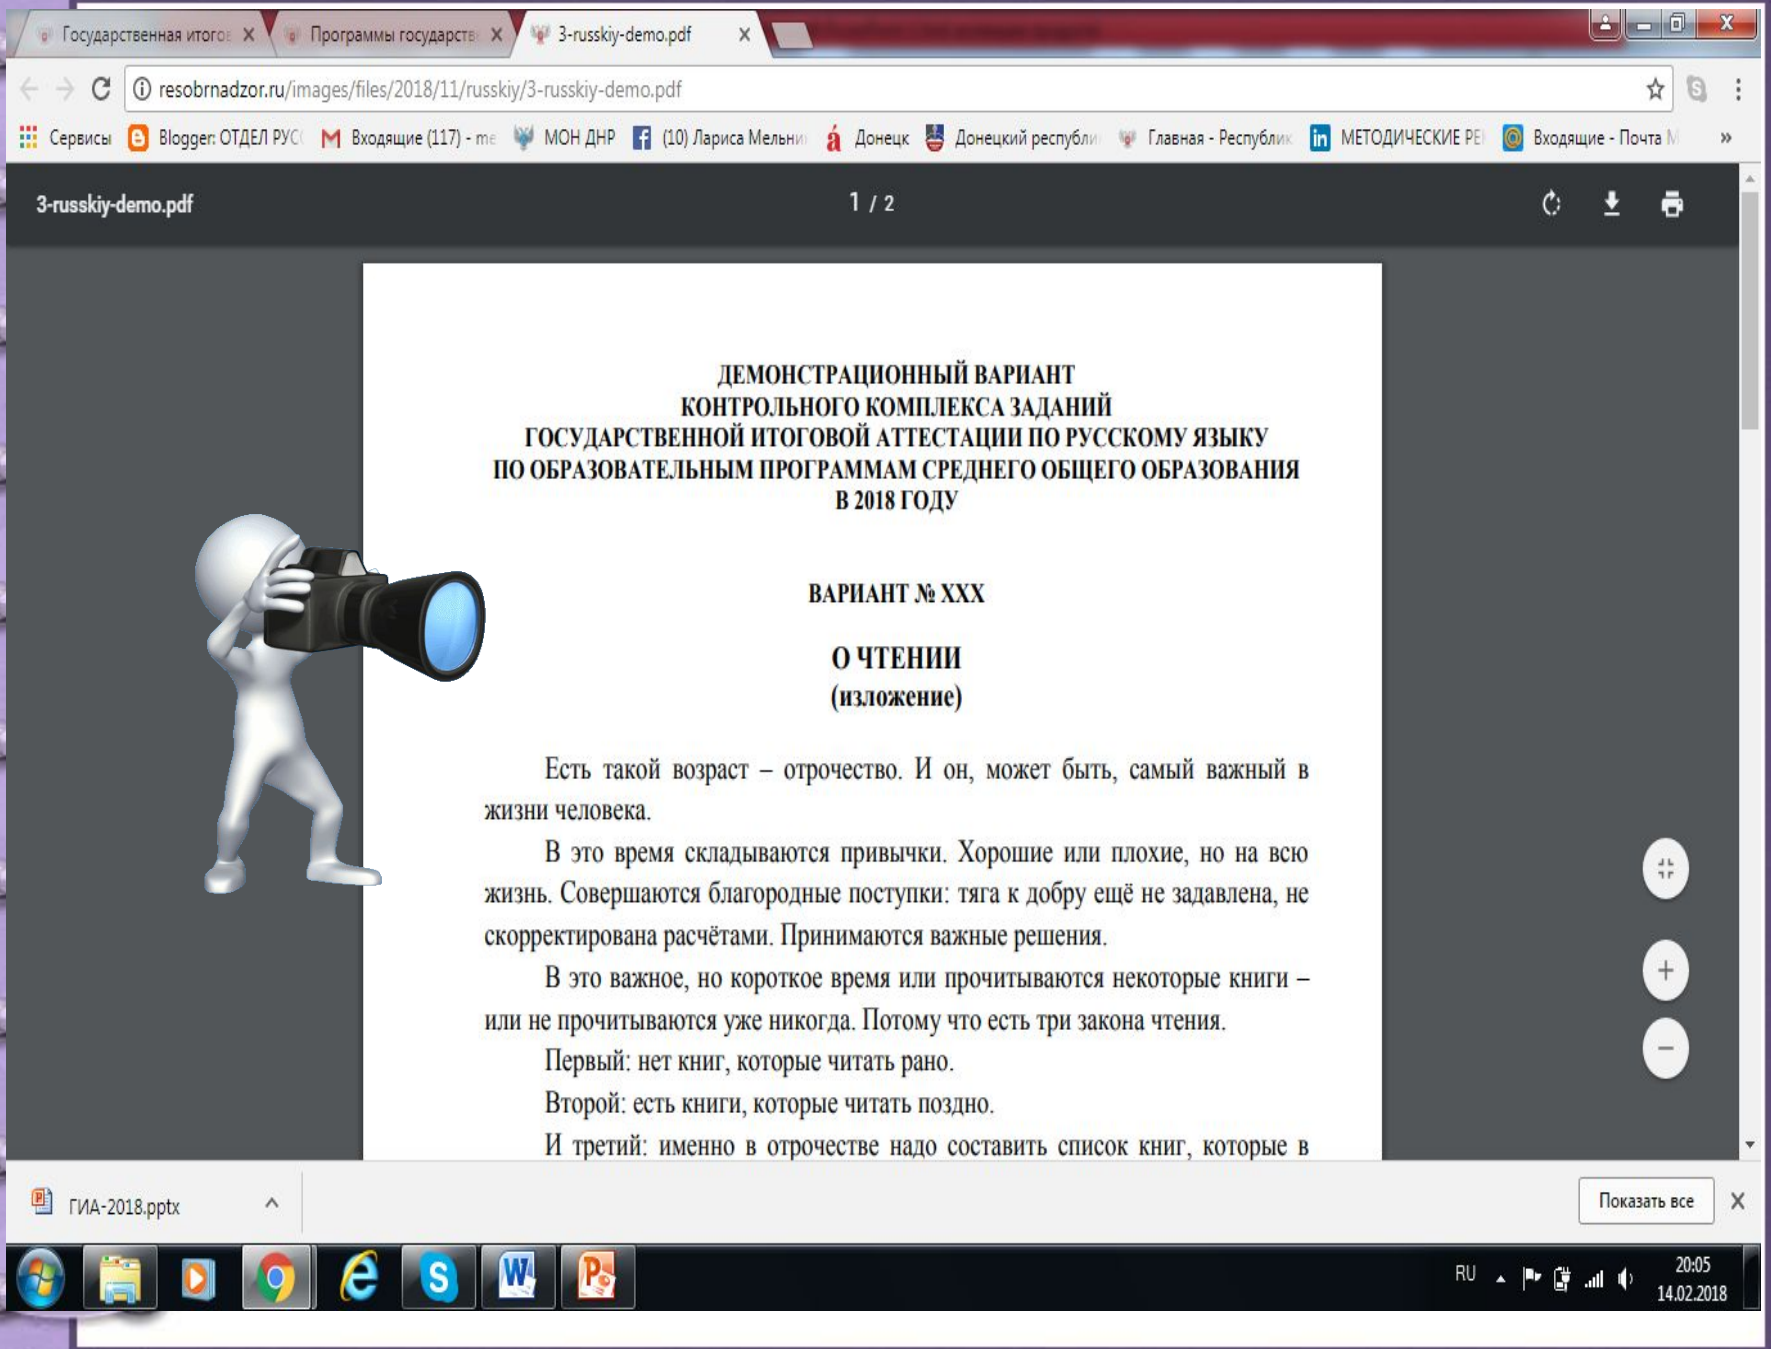 Государственная итогов
Программы государств
3-russkiy-demo.pdf
resobrnadzor.ru/images/files/2018/11/russkiy/3-russkiy-demo.pdf
Сервисы
Blogger: ОТДЕЛ РУС
Входящие (117) - me
МОН ДНР
(10) Лариса Мельни
Донецк
Донецкий республи
Главная - Республик
МЕТОДИЧЕСКИЕ РЕ
Входящие - Почта M
»
3-russkiy-demo.pdf
1 / 2
ДЕМОНСТРАЦИОННЫЙ ВАРИАНТ
КОНТРОЛЬНОГО КОМПЛЕКСА ЗАДАНИЙ
ГОСУДАРСТВЕННОЙ ИТОГОВОЙ АТТЕСТАЦИИ ПО РУССКОМУ ЯЗЫКУ
ПО ОБРАЗОВАТЕЛЬНЫМ ПРОГРАММАМ СРЕДНЕГО ОБЩЕГО ОБРАЗОВАНИЯ
В 2018 ГОДУ
ВАРИАНТ № XXX
О ЧТЕНИИ
(изложение)
Есть такой возраст – отрочество. И он, может быть, самый важный в
жизни человека.
В это время складываются привычки. Хорошие или плохие, но на всю
жизнь. Совершаются благородные поступки: тяга к добру ещё не задавлена, не
скорректирована расчётами. Принимаются важные решения.
В это важное, но короткое время или прочитываются некоторые книги –
или не прочитываются уже никогда. Потому что есть три закона чтения.
Первый: нет книг, которые читать рано.
Второй: есть книги, которые читать поздно.
И третий: именно в отрочестве надо составить список книг, которые в
ГИА-2018.pptx
Показать все
RU
20:05
14.02.2018